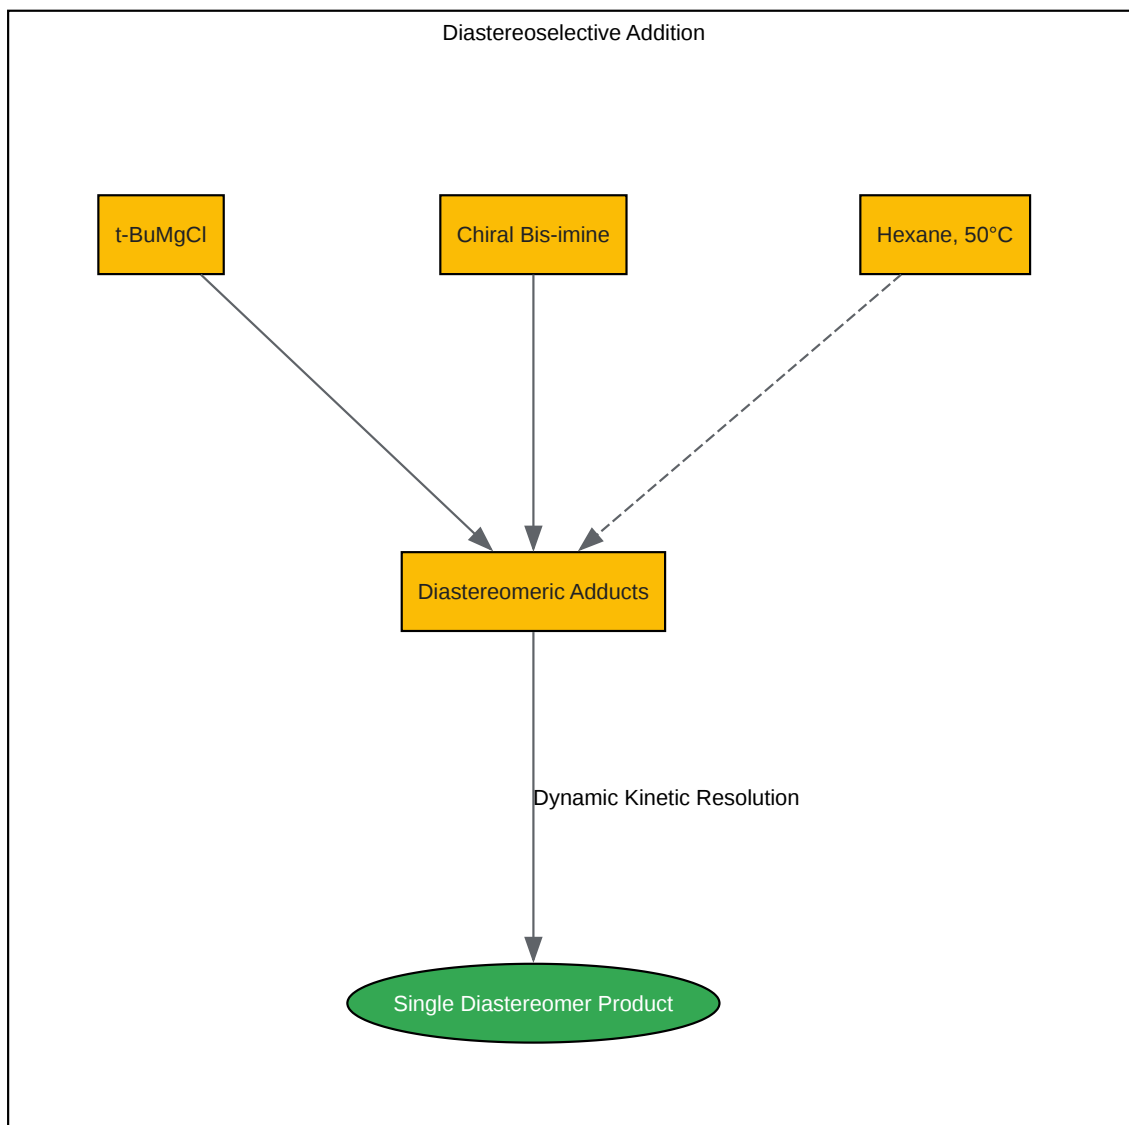 Diastereoselective Addition
t-BuMgCl
Chiral Bis-imine
Hexane, 50°C
Diastereomeric Adducts
Dynamic Kinetic Resolution
Single Diastereomer Product